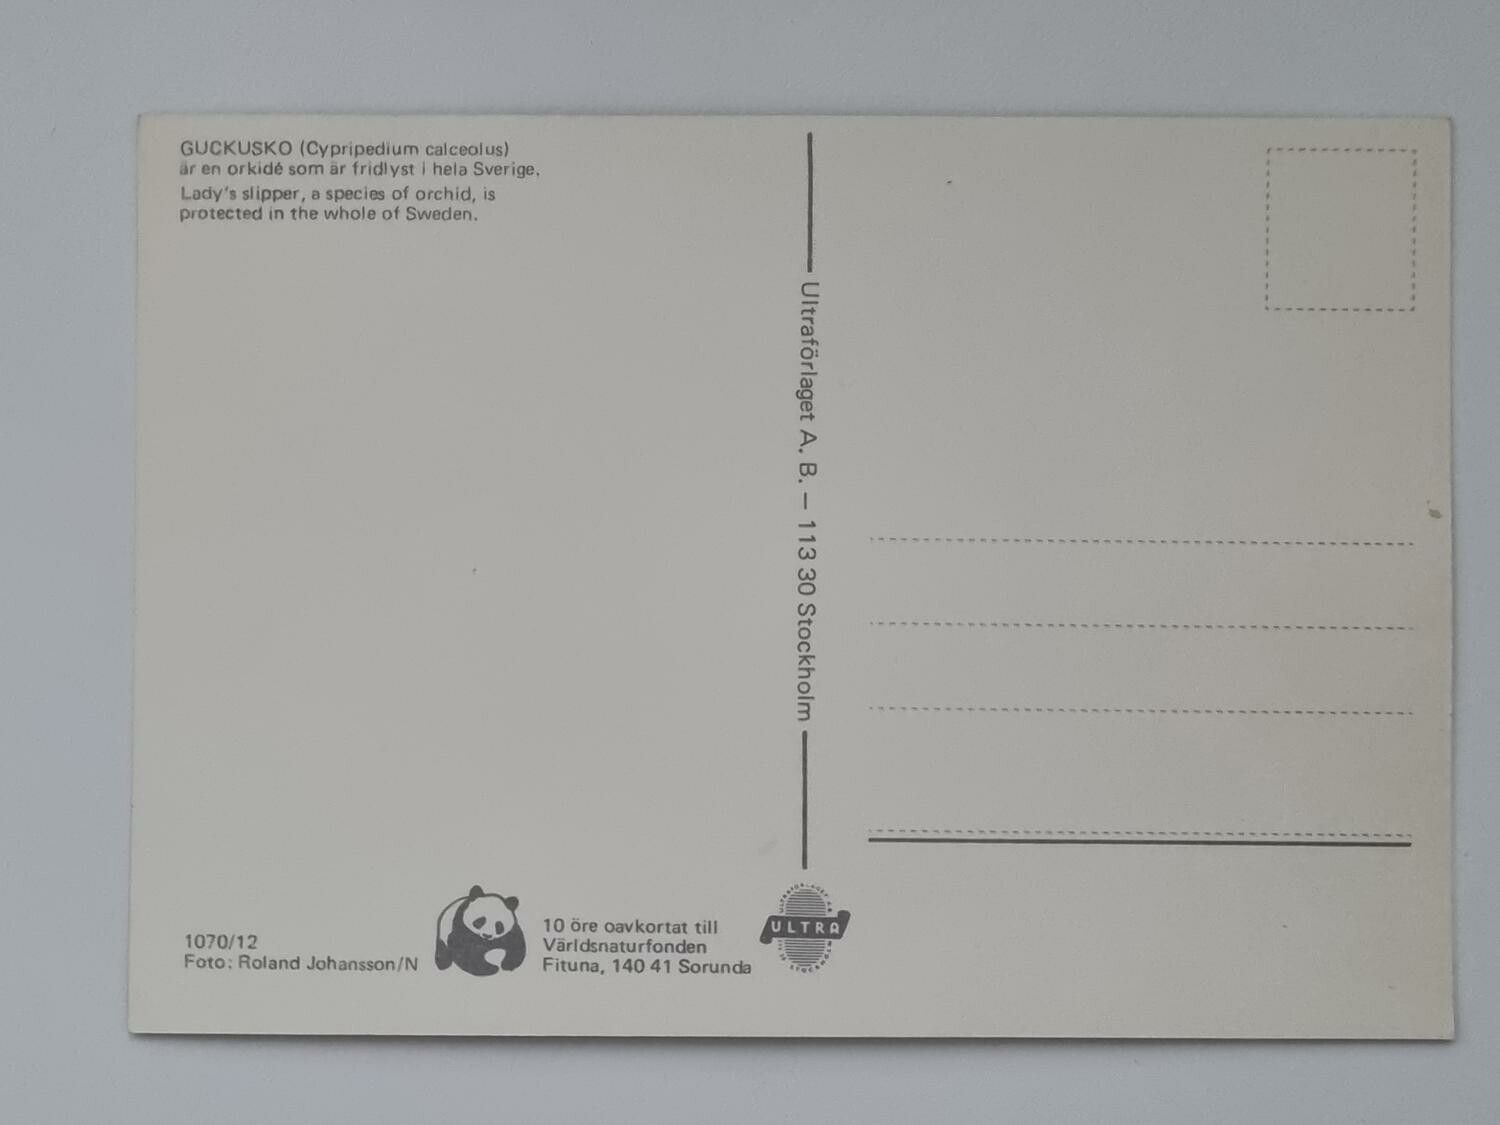 GUCKUSKO (Cypripedium calceolus)
är en orkidé som är fridlyst i hela Sverige.
Lady's slipper, a species of orchid, is
protected in the whole of Sweden.
Ultraförlaget A. B. – 113 30 Stockholm
1070/12
Foto: Roland Johansson/N
10 öre oavkortat till
Världsnaturfonden
Fituna, 140 41 Sorunda
ULTRA